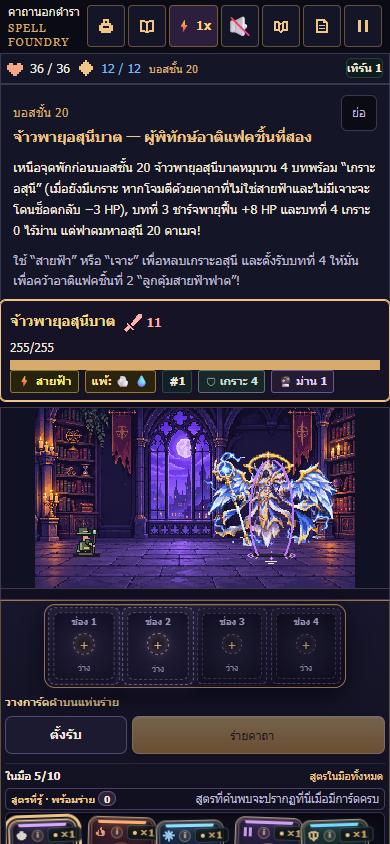 คาถานอกตำรา
SPELL
FOUNDRY
1x
36 / 36
12 / 12
บอสชั้น 20
เทิร์น 1
บอสชั้น 20
ย่อ
จ้าวพายุอสุนีบาต — ผู้พิทักษ์อาติแฟคชิ้นที่สอง
เหนือจุดพักก่อนบอสชั้น 20 จ้าวพายุอสุนีบาตหมุนวน 4 บทพร้อม “เกราะ
อสุนี” (เมื่อยังมีเกราะ หากโจมตีด้วยคาถาที่ไม่ใช่สายฟ้าและไม่มีเจาะจะ
โดนช็อตกลับ −3 HP), บทที่ 3 ชาร์จพายุฟื้น +8 HP และบทที่ 4 เกราะ
0 ไร้ม่าน แต่ฟาดมหาอสุนี 20 ดาเมจ!
ใช้ “สายฟ้า” หรือ “เจาะ” เพื่อหลบเกราะอสุนี และตั้งรับบทที่ 4 ให้มั่น
เพื่อคว้าอาติแฟคชิ้นที่ 2 “ลูกตุ้มสายฟ้าฟาด”!
จ้าวพายุอสุนีบาต 11
255/255
สายฟ้า
แพ้:
#1
เกราะ 4
ม่าน 1
ช่อง 1
ช่อง 2
ช่อง 3
ช่อง 4
+
+
+
+
ว่าง
ว่าง
ว่าง
ว่าง
วางการ์ดคำบนแท่นร่าย
ตั้งรับ
ร่ายคาถา
ในมือ 5/10
สูตรในมือทั้งหมด
สูตรที่รู้ · พร้อมร่าย 0
สูตรที่ค้นพบจะปรากฏที่นี่เมื่อมีการ์ดครบ
×1
×1
×1
×1
×1